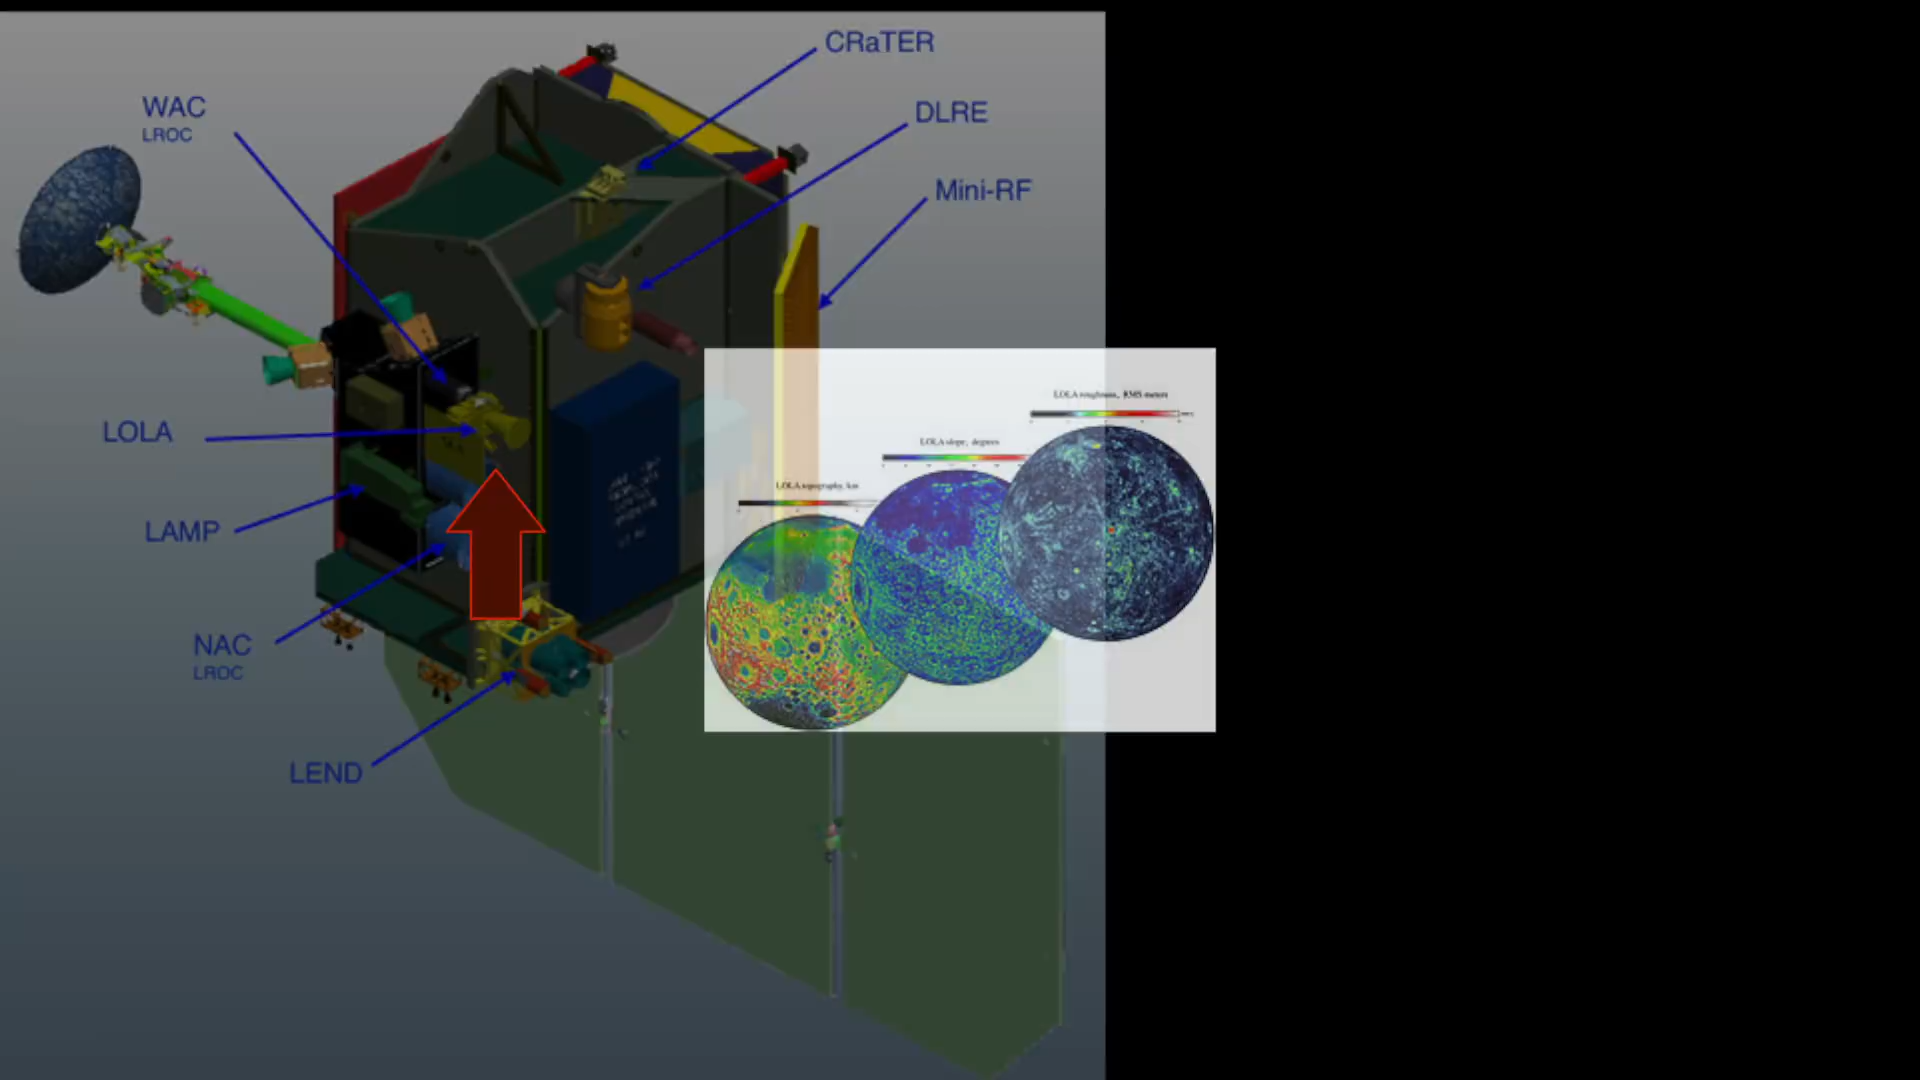 CRaTER
WAC
LROC
DLRE
Mini-RF
LOLA
LAMP
NAC
LROC
LEND
LOLA roughness, RMS meters
LOLA slope, degrees
LOLA topography, km